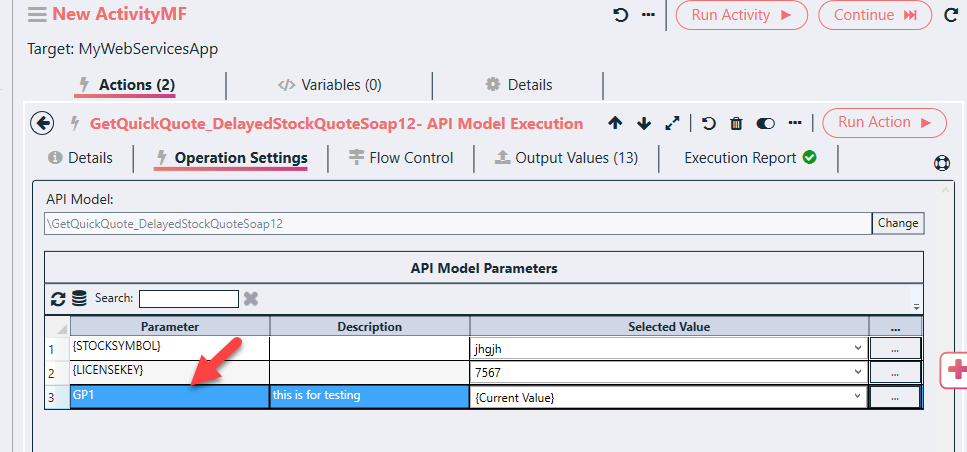 New ActivityMF
Run Activity
Continue
Target: MyWebServicesApp
Actions (2)
</> Variables (0)
Details
GetQuickQuote_DelayedStockQuoteSoap12- API Model Execution
Run Action
Details
Operation Settings
Flow Control
Output Values (13)
Execution Report
API Model:
\GetQuickQuote_DelayedStockQuoteSoap12
Change
API Model Parameters
Search:
Parameter Description Selected Value ...
1 {STOCKSYMBOL} jhgjh ...
2 {LICENSEKEY} 7567 ...
3 GP1 this is for testing {Current Value} ...